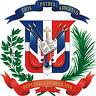 DIOS PATRIA LIBERTAD
REPUBLICA DOMINICANA